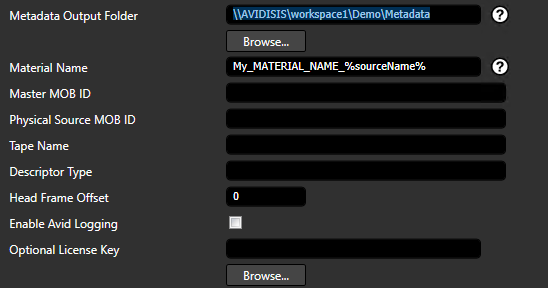 Metadata Output Folder \\AVIDISIS\workspace1\Demo\Metadata ?
Browse...
Material Name My_MATERIAL_NAME_%sourceName% ?
Master MOB ID
Physical Source MOB ID
Tape Name
Descriptor Type
Head Frame Offset 0
Enable Avid Logging
Optional License Key
Browse...